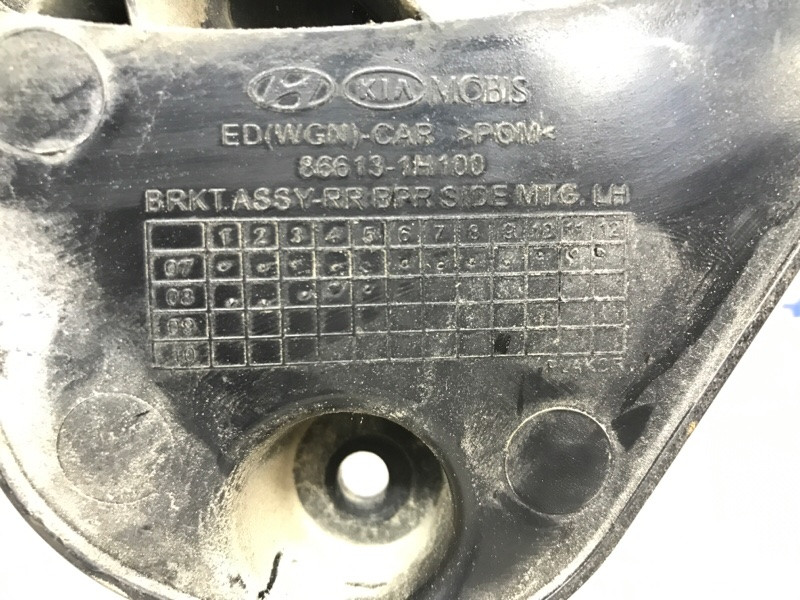 KIA MOBIS
ED(WGN)-CAR >POM<
86613-1H100
BRKT.ASSY-RR BPR SIDE MTG. LH
1 2 3 4 5 6 7 8 9 10 11 12
07
08
09
10